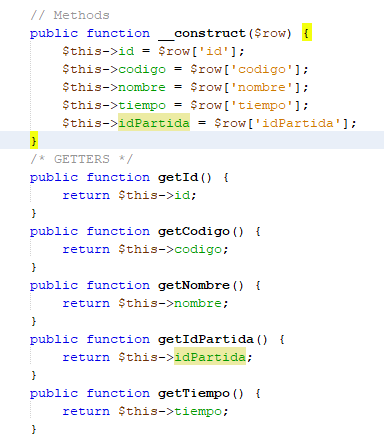 // Methods
public function __construct($row) {
$this->id = $row['id'];
$this->codigo = $row['codigo'];
$this->nombre = $row['nombre'];
$this->tiempo = $row['tiempo'];
$this->idPartida = $row['idPartida'];
}
/* GETTERS */
public function getId() {
return $this->id;
}
public function getCodigo() {
return $this->codigo;
}
public function getNombre() {
return $this->nombre;
}
public function getIdPartida() {
return $this->idPartida;
}
public function getTiempo() {
return $this->tiempo;
}